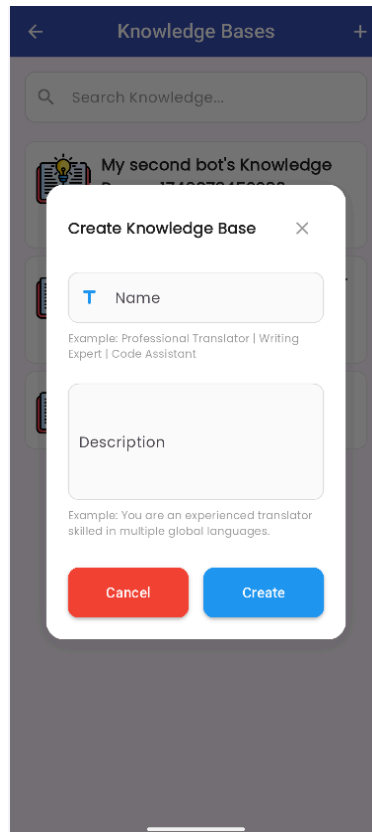 Knowledge Bases
Search Knowledge...
My second bot's Knowledge
Create Knowledge Base
Name
Example: Professional Translator | Writing
Expert | Code Assistant
Description
Example: You are an experienced translator
skilled in multiple global languages.
Cancel
Create